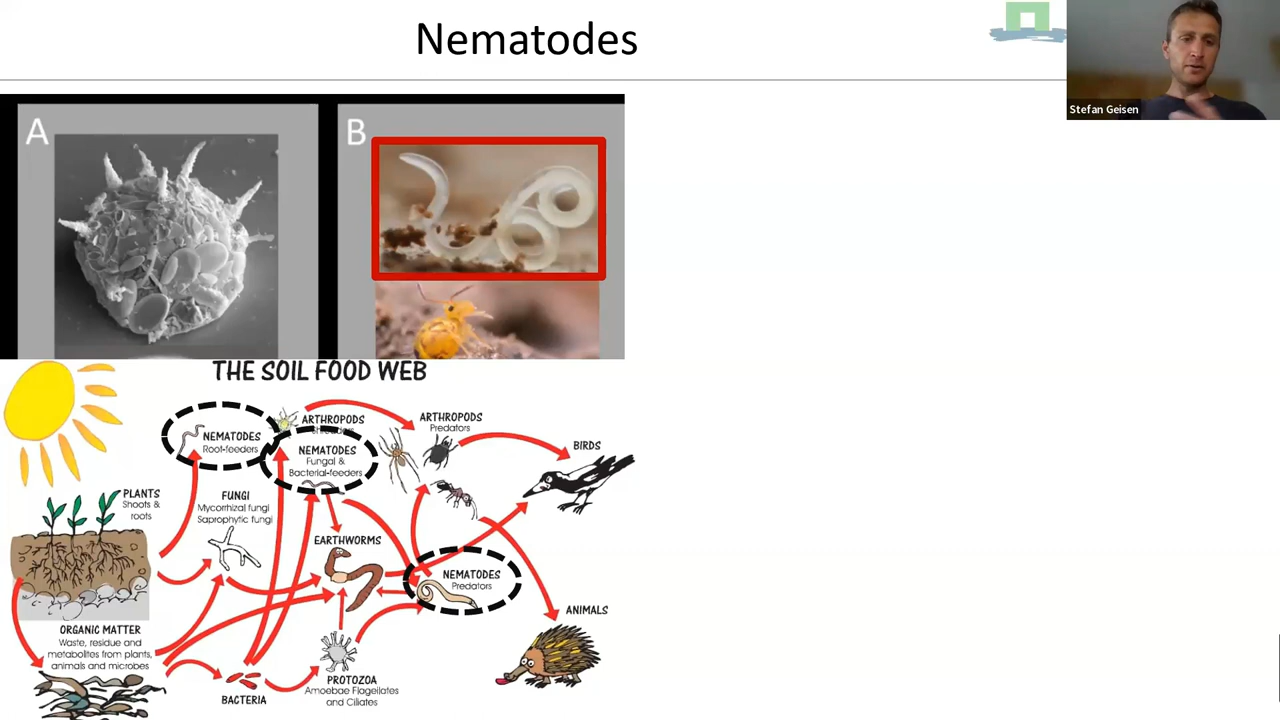 Nematodes
Stefan Geisen
A
B
THE SOIL FOOD WEB
NEMATODES
Root-feeders
ARTHROPODS
NEMATODES
Fungal &
Bacterial-feeders
ARTHROPODS
Predators
BIRDS
PLANTS
Shoots &
roots
FUNGI
Mycorrhizal fungi
Saprophytic fungi
EARTHWORMS
NEMATODES
Predators
ANIMALS
ORGANIC MATTER
Waste, residue and
metabolites from plants,
animals and microbes
BACTERIA
PROTOZOA
Amoebae Flagellates
and Ciliates